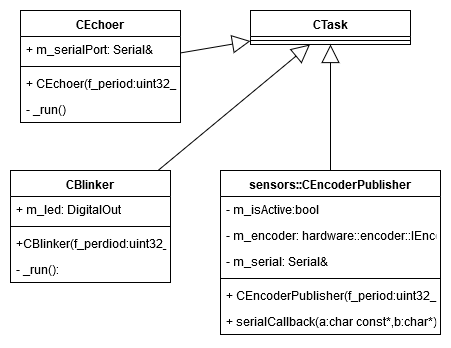 CEchoer
+ m_serialPort: Serial&
+ CEchoer(f_period:uint32_
- _run()
CTask
CBlinker
+ m_led: DigitalOut
+CBlinker(f_perdiod:uint32_
- _run():
sensors::CEncoderPublisher
- m_isActive:bool
- m_encoder: hardware::encoder::IEnc
- m_serial: Serial&
+ CEncoderPublisher(f_period:uint32_
+ serialCallback(a:char const*,b:char*)